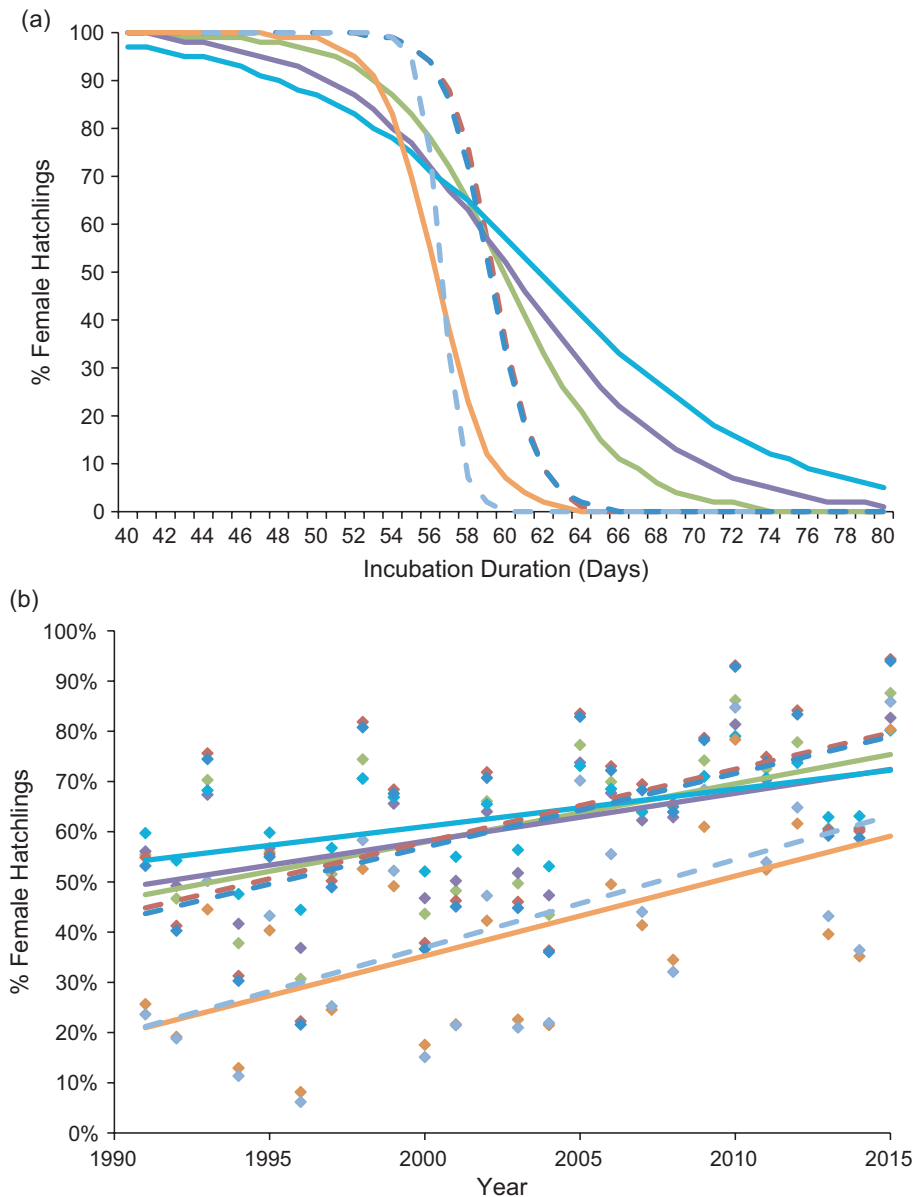 (a)
100
90
80
70
60
50
40
30
20
10
0
% Female Hatchlings
40 42 44 46 48 50 52 54 56 58 60 62 64 66 68 70 72 74 76 78 80
Incubation Duration (Days)
(b)
100%
90%
80%
70%
60%
50%
40%
30%
20%
10%
0%
% Female Hatchlings
1990 1995 2000 2005 2010 2015
Year